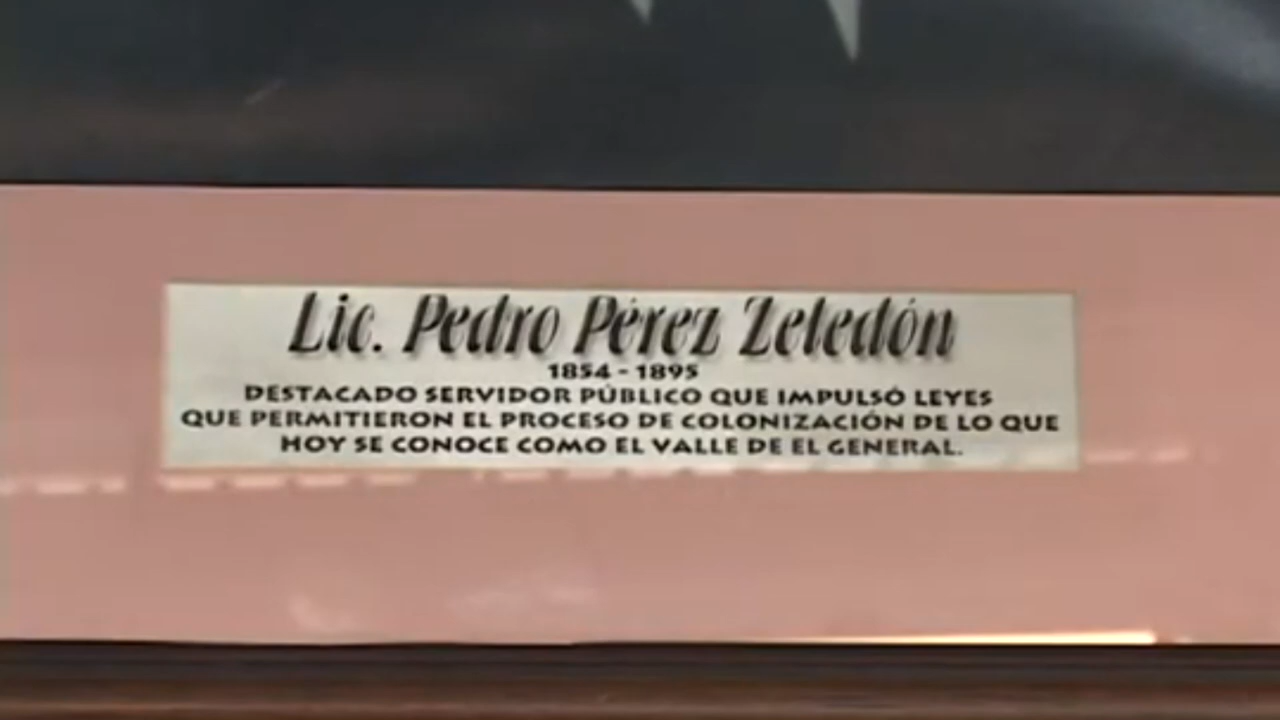 Lic. Pedro Pérez Zeledón
1854 - 1895
DESTACADO SERVIDOR PÚBLICO QUE IMPULSÓ LEYES
QUE PERMITIERON EL PROCESO DE COLONIZACIÓN DE LO QUE
HOY SE CONOCE COMO EL VALLE DE EL GENERAL.